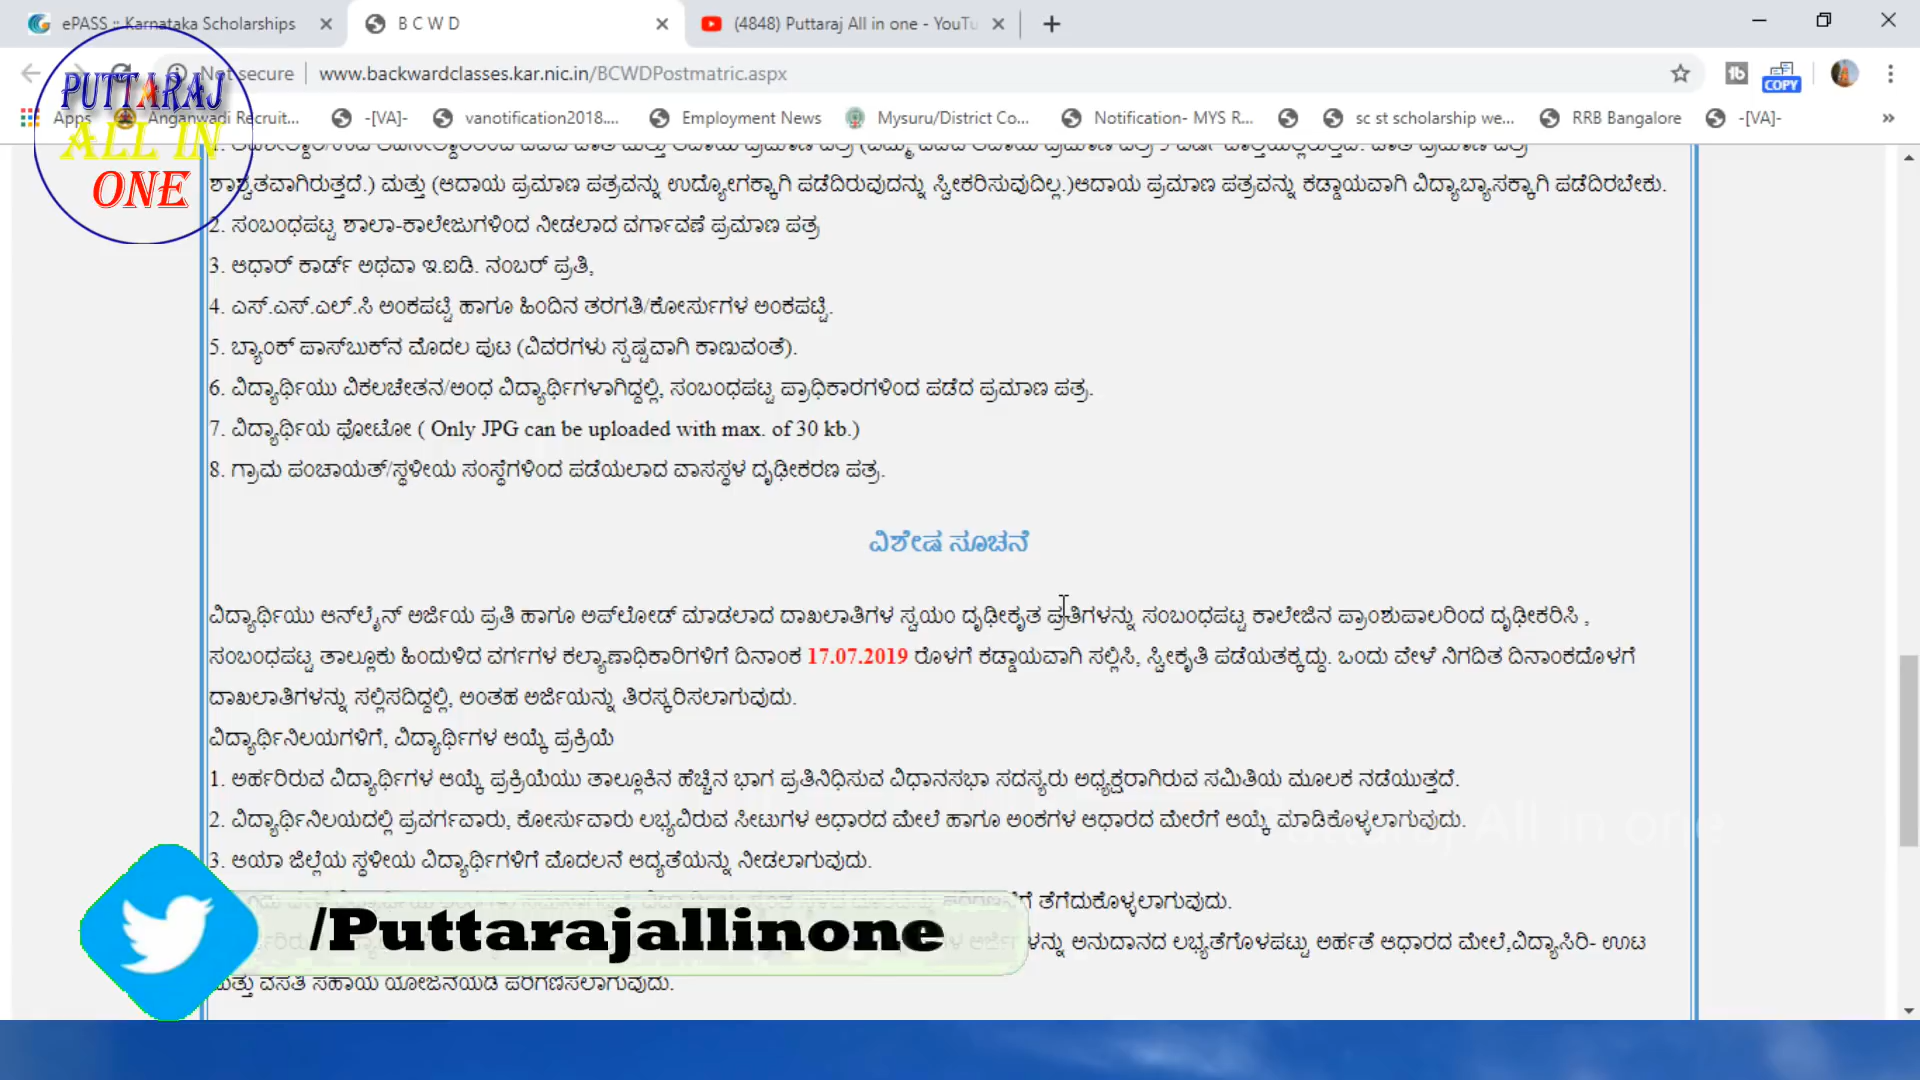 ePASS :: Karnataka Scholarships
B C W D
(4848) Puttaraj All in one - YouTu
Not secure
www.backwardclasses.kar.nic.in/BCWDPostmatric.aspx
COPY
Apps
Anganwadi Recruit...
-[VA]-
vanotification2018....
Employment News
Mysuru/District Co...
Notification- MYS R...
sc st scholarship we...
RRB Bangalore
-[VA]-
»
PUTTARAJ
ALL IN
ONE
ಶಾಶ್ವತವಾಗಿರುತ್ತದೆ.) ಮತ್ತು (ಆದಾಯ ಪ್ರಮಾಣ ಪತ್ರವನ್ನು ಉದ್ಯೋಗಕ್ಕಾಗಿ ಪಡೆದಿರುವುದನ್ನು ಸ್ವೀಕರಿಸುವುದಿಲ್ಲ.)ಆದಾಯ ಪ್ರಮಾಣ ಪತ್ರವನ್ನು ಕಡ್ಡಾಯವಾಗಿ ವಿದ್ಯಾಬ್ಯಾಸಕ್ಕಾಗಿ ಪಡೆದಿರಬೇಕು.
2. ಸಂಬಂಧಪಟ್ಟ ಶಾಲಾ-ಕಾಲೇಜುಗಳಿಂದ ನೀಡಲಾದ ವರ್ಗಾವಣೆ ಪ್ರಮಾಣ ಪತ್ರ
3. ಆಧಾರ್ ಕಾರ್ಡ್ ಅಥವಾ ಇ.ಐಡಿ. ನಂಬರ್ ಪ್ರತಿ,
4. ಎಸ್.ಎಸ್.ಎಲ್.ಸಿ ಅಂಕಪಟ್ಟಿ ಹಾಗೂ ಹಿಂದಿನ ತರಗತಿ/ಕೋರ್ಸುಗಳ ಅಂಕಪಟ್ಟಿ.
5. ಬ್ಯಾಂಕ್ ಪಾಸ್‌ಬುಕ್‌ನ ಮೊದಲ ಪುಟ (ವಿವರಗಳು ಸ್ಪಷ್ಟವಾಗಿ ಕಾಣುವಂತೆ).
6. ವಿದ್ಯಾರ್ಥಿಯು ವಿಕಲಚೇತನ/ಅಂಧ ವಿದ್ಯಾರ್ಥಿಗಳಾಗಿದ್ದಲ್ಲಿ, ಸಂಬಂಧಪಟ್ಟ ಪ್ರಾಧಿಕಾರಗಳಿಂದ ಪಡೆದ ಪ್ರಮಾಣ ಪತ್ರ.
7. ವಿದ್ಯಾರ್ಥಿಯ ಫೋಟೋ ( Only JPG can be uploaded with max. of 30 kb.)
8. ಗ್ರಾಮ ಪಂಚಾಯತ್/ಸ್ಥಳೀಯ ಸಂಸ್ಥೆಗಳಿಂದ ಪಡೆಯಲಾದ ವಾಸಸ್ಥಳ ದೃಢೀಕರಣ ಪತ್ರ.
ವಿಶೇಷ ಸೂಚನೆ
ವಿದ್ಯಾರ್ಥಿಯು ಆನ್‌ಲೈನ್ ಅರ್ಜಿಯ ಪ್ರತಿ ಹಾಗೂ ಅಪ್‌ಲೋಡ್ ಮಾಡಲಾದ ದಾಖಲಾತಿಗಳ ಸ್ವಯಂ ದೃಢೀಕೃತ ಪ್ರತಿಗಳನ್ನು ಸಂಬಂಧಪಟ್ಟ ಕಾಲೇಜಿನ ಪ್ರಾಂಶುಪಾಲರಿಂದ ದೃಢೀಕರಿಸಿ ,
ಸಂಬಂಧಪಟ್ಟ ತಾಲ್ಲೂಕು ಹಿಂದುಳಿದ ವರ್ಗಗಳ ಕಲ್ಯಾಣಾಧಿಕಾರಿಗಳಿಗೆ ದಿನಾಂಕ 17.07.2019 ರೊಳಗೆ ಕಡ್ಡಾಯವಾಗಿ ಸಲ್ಲಿಸಿ, ಸ್ವೀಕೃತಿ ಪಡೆಯತಕ್ಕದ್ದು. ಒಂದು ವೇಳೆ ನಿಗದಿತ ದಿನಾಂಕದೊಳಗೆ
ದಾಖಲಾತಿಗಳನ್ನು ಸಲ್ಲಿಸದಿದ್ದಲ್ಲಿ, ಅಂತಹ ಅರ್ಜಿಯನ್ನು ತಿರಸ್ಕರಿಸಲಾಗುವುದು.
ವಿದ್ಯಾರ್ಥಿನಿಲಯಗಳಿಗೆ, ವಿದ್ಯಾರ್ಥಿಗಳ ಆಯ್ಕೆ ಪ್ರಕ್ರಿಯೆ
1. ಅರ್ಹರಿರುವ ವಿದ್ಯಾರ್ಥಿಗಳ ಆಯ್ಕೆ ಪ್ರಕ್ರಿಯೆಯು ತಾಲ್ಲೂಕಿನ ಹೆಚ್ಚಿನ ಭಾಗ ಪ್ರತಿನಿಧಿಸುವ ವಿಧಾನಸಭಾ ಸದಸ್ಯರು ಅಧ್ಯಕ್ಷರಾಗಿರುವ ಸಮಿತಿಯ ಮೂಲಕ ನಡೆಯುತ್ತದೆ.
2. ವಿದ್ಯಾರ್ಥಿನಿಲಯದಲ್ಲಿ ಪ್ರವರ್ಗವಾರು, ಕೋರ್ಸುವಾರು ಲಭ್ಯವಿರುವ ಸೀಟುಗಳ ಆಧಾರದ ಮೇಲೆ ಹಾಗೂ ಅಂಕಗಳ ಆಧಾರದ ಮೇರೆಗೆ ಆಯ್ಕೆ ಮಾಡಿಕೊಳ್ಳಲಾಗುವುದು.
Puttaraj All in one
3. ಆಯಾ ಜಿಲ್ಲೆಯ ಸ್ಥಳೀಯ ವಿದ್ಯಾರ್ಥಿಗಳಿಗೆ ಮೊದಲನೆ ಆದ್ಯತೆಯನ್ನು ನೀಡಲಾಗುವುದು.
ತೆಗೆದುಕೊಳ್ಳಲಾಗುವುದು.
/Puttarajallinone
ಅನುದಾನದ ಲಭ್ಯತೆಗೊಳಪಟ್ಟು ಅರ್ಹತೆ ಆಧಾರದ ಮೇಲೆ,ವಿದ್ಯಾಸಿರಿ- ಊಟ
ಮತ್ತು ವಸತಿ ಸಹಾಯ ಯೋಜನೆಯಡಿ ಪರಿಗಣಿಸಲಾಗುವುದು.